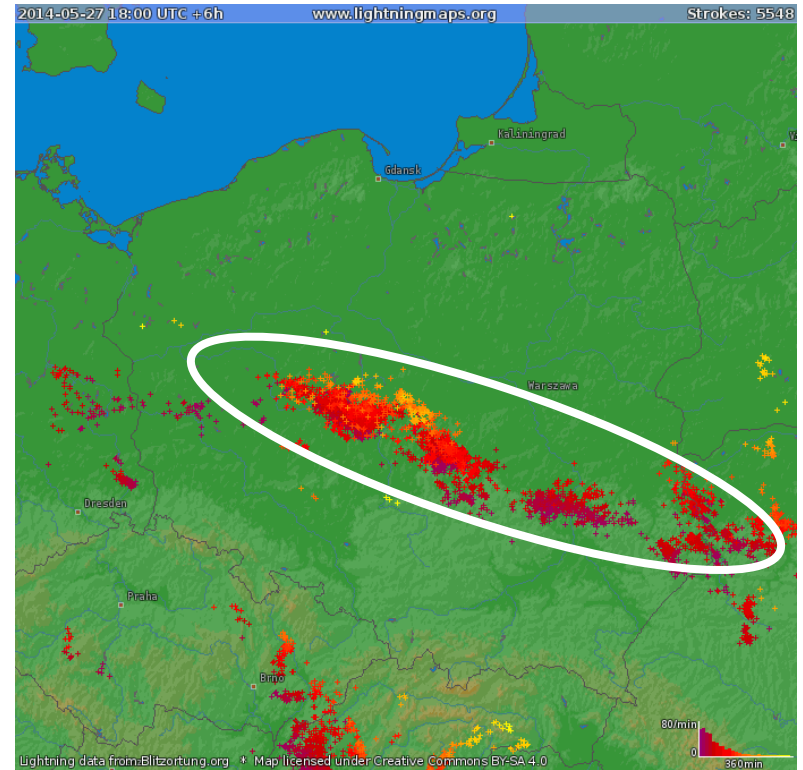 2014-05-27 18:00 UTC +6h www.lightningmaps.org Strokes: 5548
Kaliningrad
Gdansk
Warszawa
Dresden
Praha
Brno
80/min
0
360min
Lightning data from Blitzortung.org * Map licensed under Creative Commons BY-SA 4.0